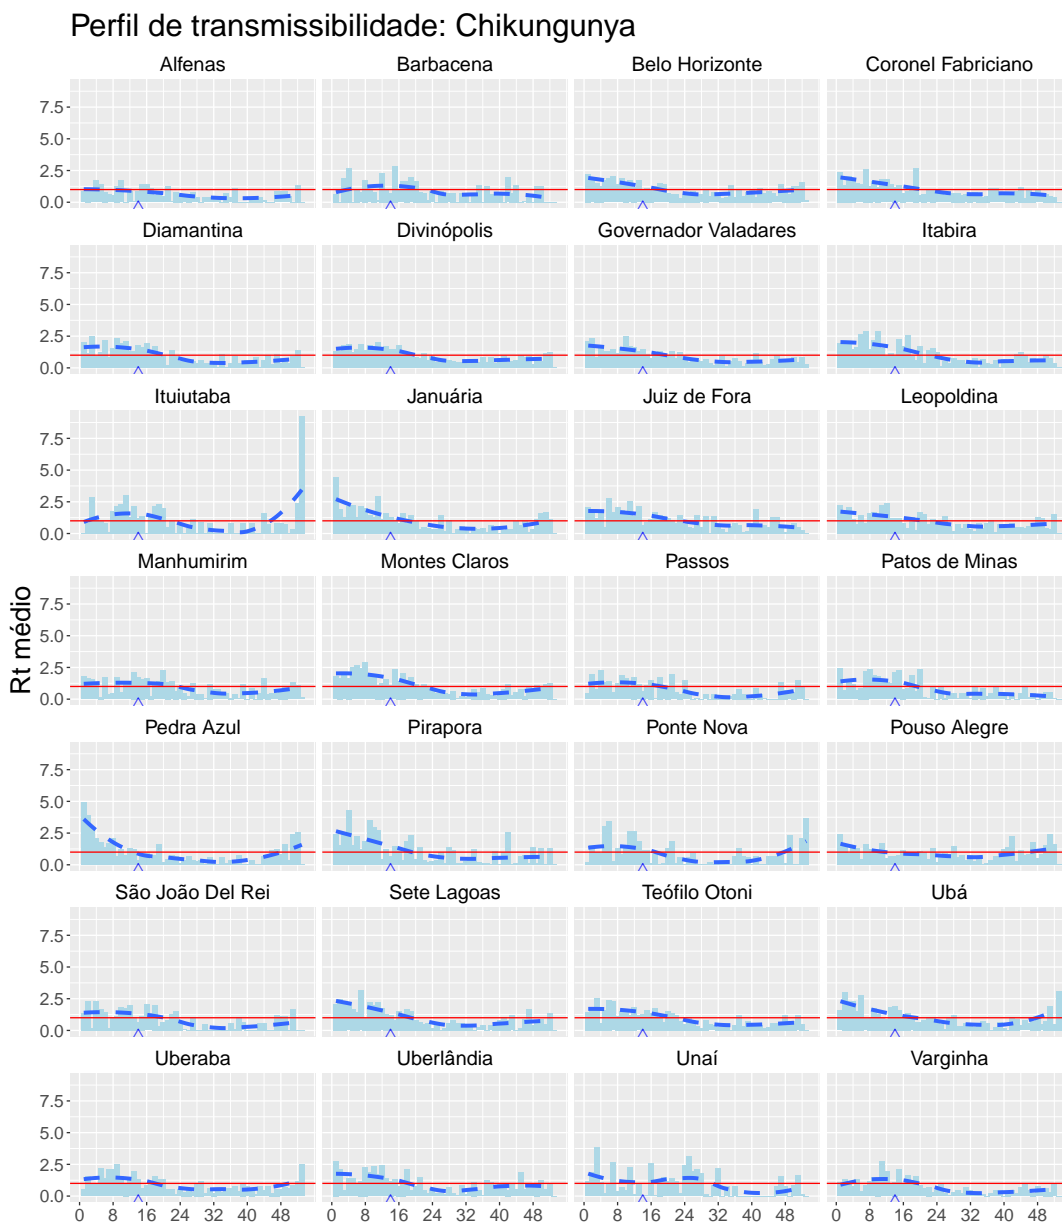 Perfil de transmissibilidade: Chikungunya
Alfenas Barbacena Belo Horizonte Coronel Fabriciano
7.5
5.0
2.5
0.0
Diamantina Divinópolis Governador Valadares Itabira
7.5
5.0
2.5
0.0
Ituiutaba Januária Juiz de Fora Leopoldina
7.5
5.0
2.5
0.0
Manhumirim Montes Claros Passos Patos de Minas
7.5
5.0
2.5
0.0
Rt médio
Pedra Azul Pirapora Ponte Nova Pouso Alegre
7.5
5.0
2.5
0.0
São João Del Rei Sete Lagoas Teófilo Otoni Ubá
7.5
5.0
2.5
0.0
Uberaba Uberlândia Unaí Varginha
7.5
5.0
2.5
0.0
0 8 16 24 32 40 48 0 8 16 24 32 40 48 0 8 16 24 32 40 48 0 8 16 24 32 40 48